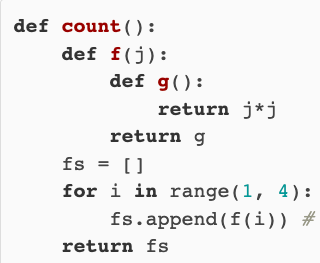 def count():
    def f(j):
        def g():
            return j*j
        return g
    fs = []
    for i in range(1, 4):
        fs.append(f(i)) #
    return fs